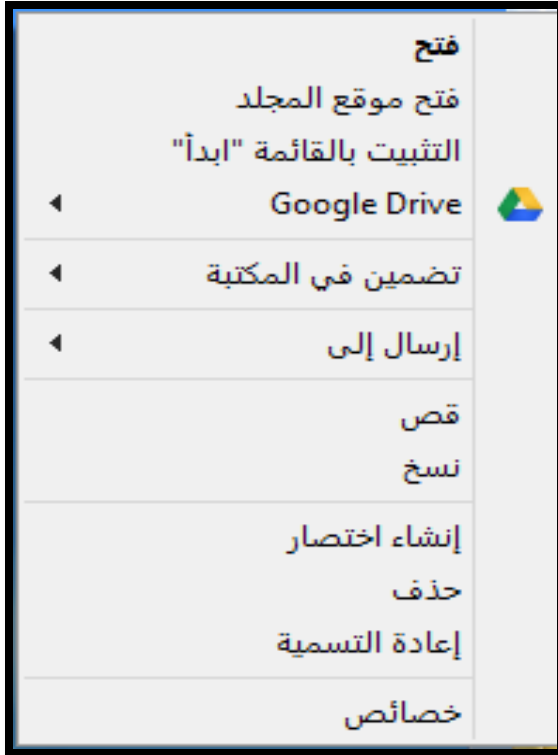 فتح
فتح موقع المجلد
التثبيت بالقائمة "ابدأ"
Google Drive
تضمين في المكتبة
إرسال إلى
قص
نسخ
إنشاء اختصار
حذف
إعادة التسمية
خصائص